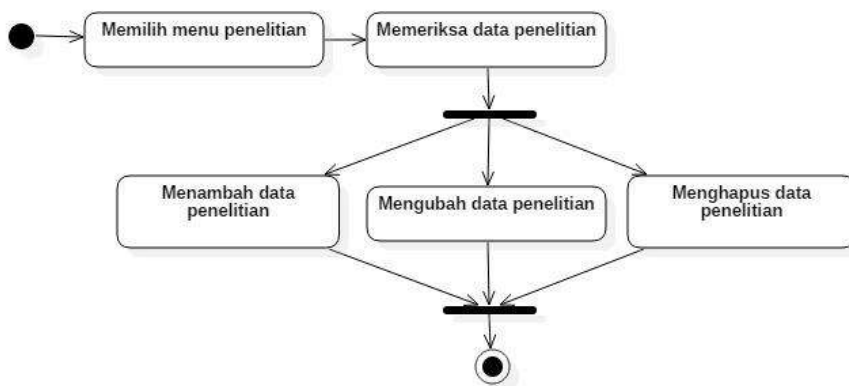 Memilih menu penelitian
Memeriksa data penelitian
Menambah data
penelitian
Mengubah data penelitian
Menghapus data
penelitian